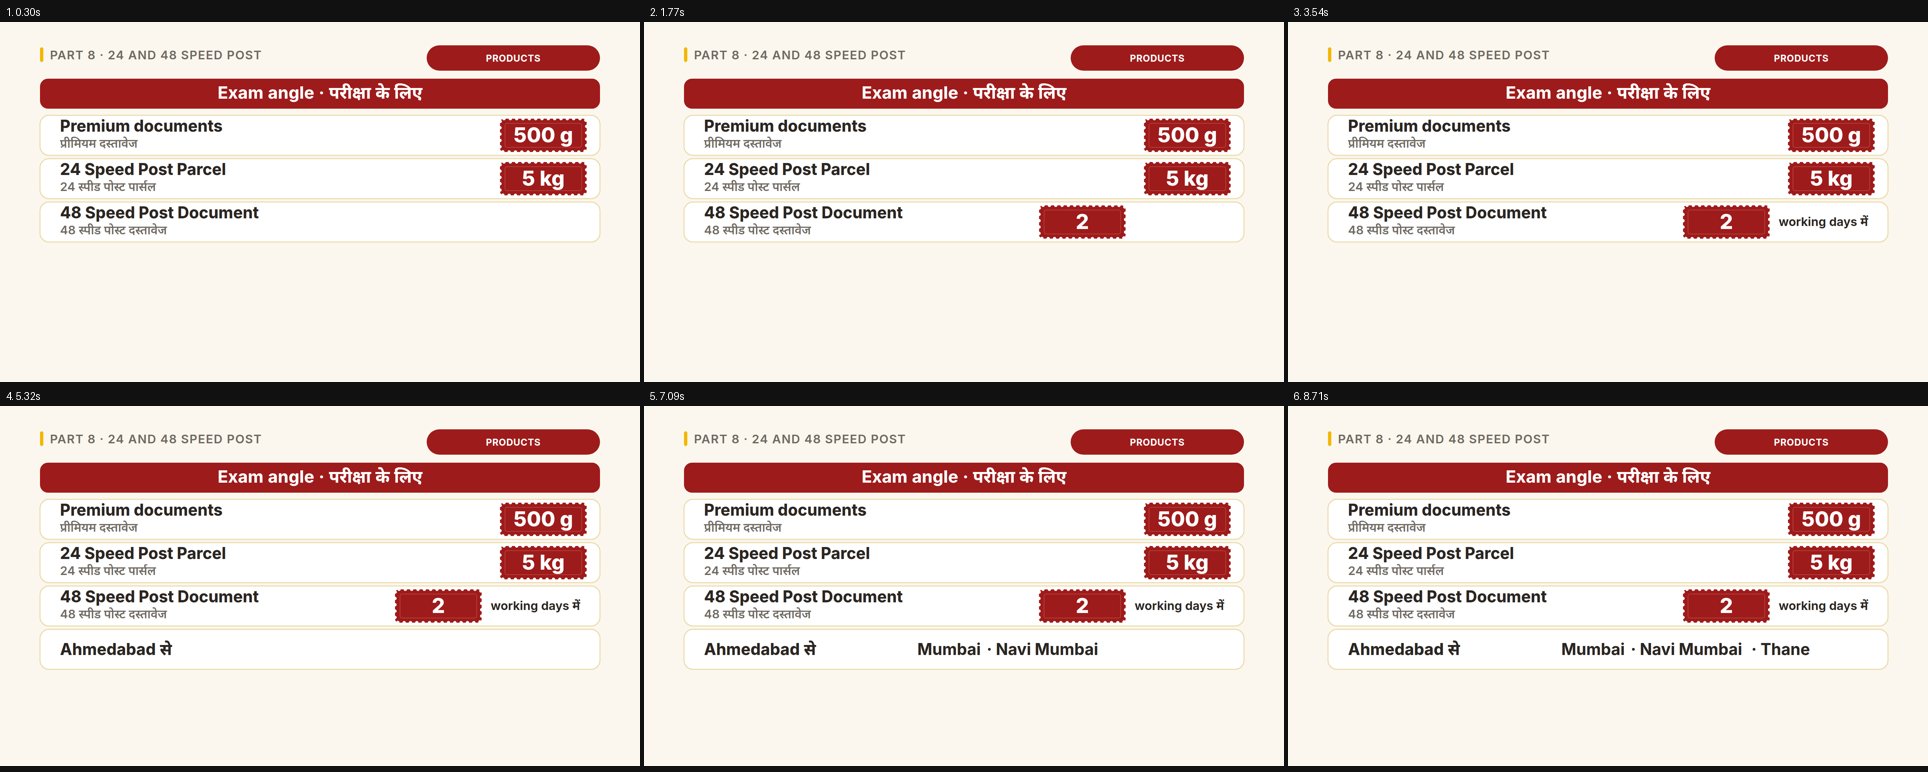 1. 0.30s
PART 8 · 24 AND 48 SPEED POST
PRODUCTS
Exam angle · परीक्षा के लिए
Premium documents
प्रीमियम दस्तावेज
500 g
24 Speed Post Parcel
24 स्पीड पोस्ट पार्सल
5 kg
48 Speed Post Document
48 स्पीड पोस्ट दस्तावेज
2. 1.77s
PART 8 · 24 AND 48 SPEED POST
PRODUCTS
Exam angle · परीक्षा के लिए
Premium documents
प्रीमियम दस्तावेज
500 g
24 Speed Post Parcel
24 स्पीड पोस्ट पार्सल
5 kg
48 Speed Post Document
48 स्पीड पोस्ट दस्तावेज
2
3. 3.54s
PART 8 · 24 AND 48 SPEED POST
PRODUCTS
Exam angle · परीक्षा के लिए
Premium documents
प्रीमियम दस्तावेज
500 g
24 Speed Post Parcel
24 स्पीड पोस्ट पार्सल
5 kg
48 Speed Post Document
48 स्पीड पोस्ट दस्तावेज
2 working days में
4. 5.32s
PART 8 · 24 AND 48 SPEED POST
PRODUCTS
Exam angle · परीक्षा के लिए
Premium documents
प्रीमियम दस्तावेज
500 g
24 Speed Post Parcel
24 स्पीड पोस्ट पार्सल
5 kg
48 Speed Post Document
48 स्पीड पोस्ट दस्तावेज
2 working days में
Ahmedabad से
5. 7.09s
PART 8 · 24 AND 48 SPEED POST
PRODUCTS
Exam angle · परीक्षा के लिए
Premium documents
प्रीमियम दस्तावेज
500 g
24 Speed Post Parcel
24 स्पीड पोस्ट पार्सल
5 kg
48 Speed Post Document
48 स्पीड पोस्ट दस्तावेज
2 working days में
Ahmedabad से Mumbai · Navi Mumbai
6. 8.71s
PART 8 · 24 AND 48 SPEED POST
PRODUCTS
Exam angle · परीक्षा के लिए
Premium documents
प्रीमियम दस्तावेज
500 g
24 Speed Post Parcel
24 स्पीड पोस्ट पार्सल
5 kg
48 Speed Post Document
48 स्पीड पोस्ट दस्तावेज
2 working days में
Ahmedabad से Mumbai · Navi Mumbai · Thane